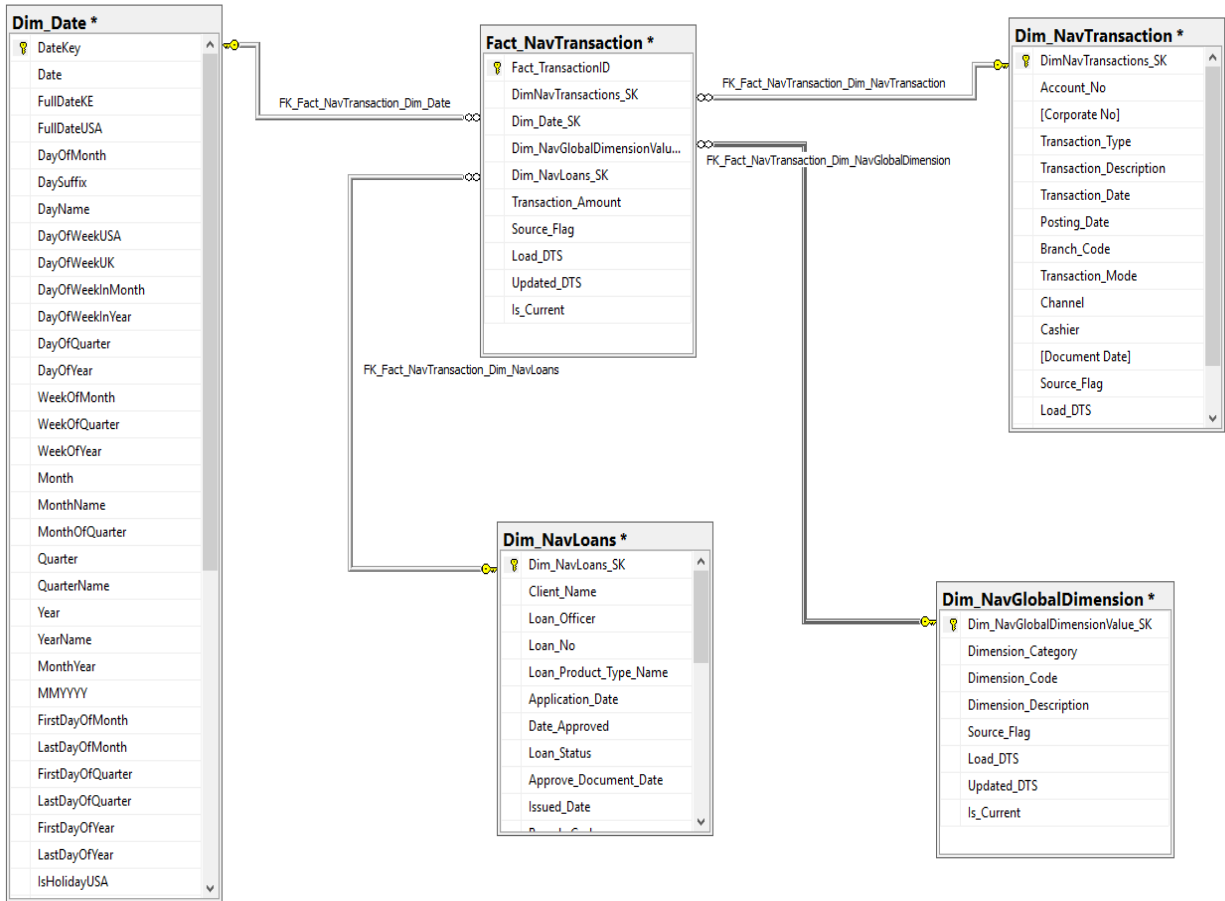 Dim_Date *
DateKey
Date
FullDateKE
FullDateUSA
DayOfMonth
DaySuffix
DayName
DayOfWeekUSA
DayOfWeekUK
DayOfWeekInMonth
DayOfWeekInYear
DayOfQuarter
DayOfYear
WeekOfMonth
WeekOfQuarter
WeekOfYear
Month
MonthName
MonthOfQuarter
Quarter
QuarterName
Year
YearName
MonthYear
MMYYYY
FirstDayOfMonth
LastDayOfMonth
FirstDayOfQuarter
LastDayOfQuarter
FirstDayOfYear
LastDayOfYear
IsHolidayUSA
FK_Fact_NavTransaction_Dim_Date
Fact_NavTransaction *
Fact_TransactionID
DimNavTransactions_SK
Dim_Date_SK
Dim_NavGlobalDimensionValu...
Dim_NavLoans_SK
Transaction_Amount
Source_Flag
Load_DTS
Updated_DTS
Is_Current
FK_Fact_NavTransaction_Dim_NavTransaction
FK_Fact_NavTransaction_Dim_NavGlobalDimension
Dim_NavTransaction *
DimNavTransactions_SK
Account_No
[Corporate No]
Transaction_Type
Transaction_Description
Transaction_Date
Posting_Date
Branch_Code
Transaction_Mode
Channel
Cashier
[Document Date]
Source_Flag
Load_DTS
FK_Fact_NavTransaction_Dim_NavLoans
Dim_NavLoans *
Dim_NavLoans_SK
Client_Name
Loan_Officer
Loan_No
Loan_Product_Type_Name
Application_Date
Date_Approved
Loan_Status
Approve_Document_Date
Issued_Date
Dim_NavGlobalDimension *
Dim_NavGlobalDimensionValue_SK
Dimension_Category
Dimension_Code
Dimension_Description
Source_Flag
Load_DTS
Updated_DTS
Is_Current